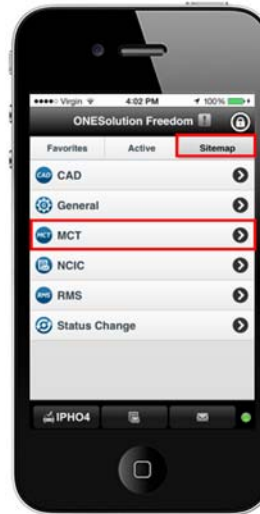 Virgin 4:02 PM 100%
ONESolution Freedom
Favorites Active Sitemap
CAD CAD
General
MCT MCT
NCIC
RMS RMS
Status Change
IPHO4